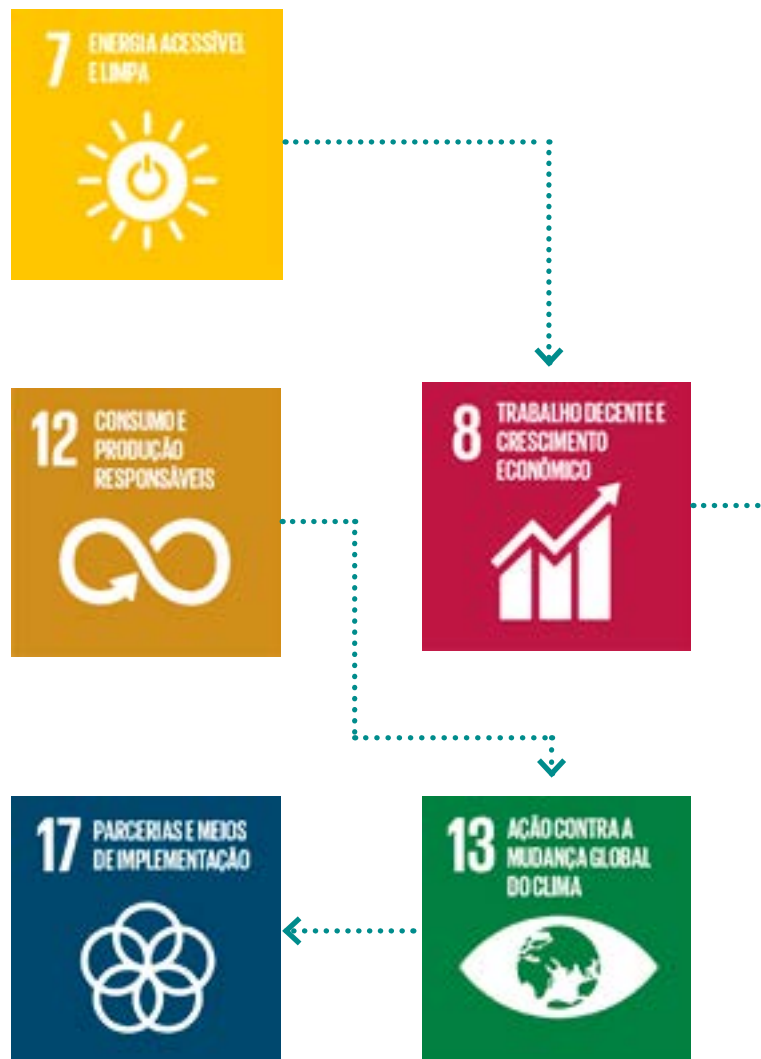 7
ENERGIA ACESSÍVEL
E LIMPA
12
CONSUMO E
PRODUÇÃO
RESPONSÁVEIS
8
TRABALHO DECENTE E
CRESCIMENTO
ECONÔMICO
17
PARCERIAS E MEIOS
DE IMPLEMENTAÇÃO
13
AÇÃO CONTRA A
MUDANÇA GLOBAL
DO CLIMA